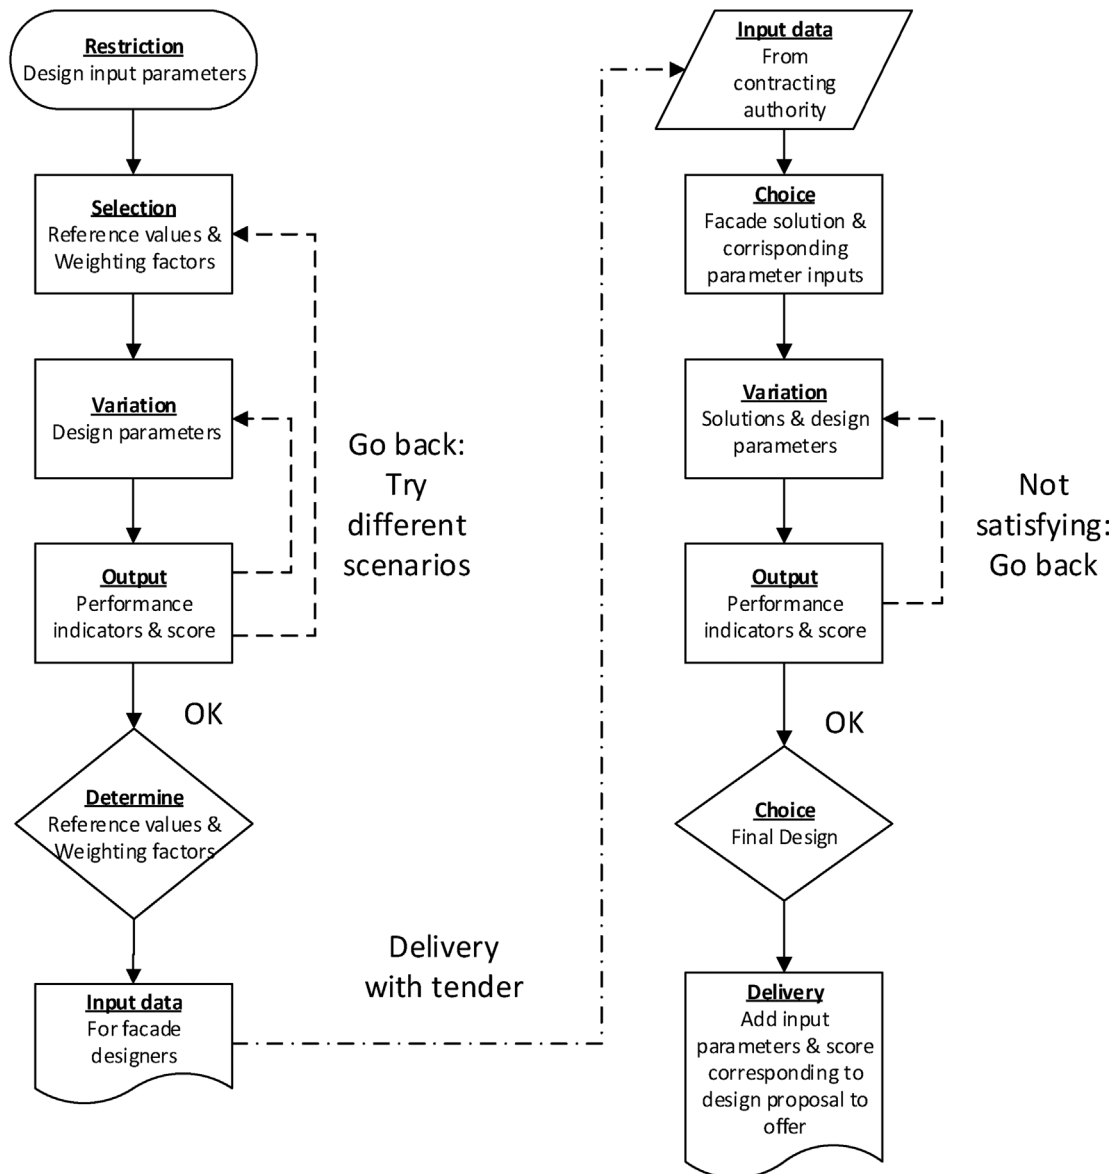 Restriction
Design input parameters
Selection
Reference values &
Weighting factors
Variation
Design parameters
Output
Performance
indicators & score
Go back:
Try
different
scenarios
OK
Determine
Reference values &
Weighting factors
Input data
For facade
designers
Delivery
with tender
Input data
From
contracting
authority
Choice
Facade solution &
corrisponding
parameter inputs
Variation
Solutions & design
parameters
Output
Performance
indicators & score
Not
satisfying:
Go back
OK
Choice
Final Design
Delivery
Add input
parameters & score
corresponding to
design proposal to
offer